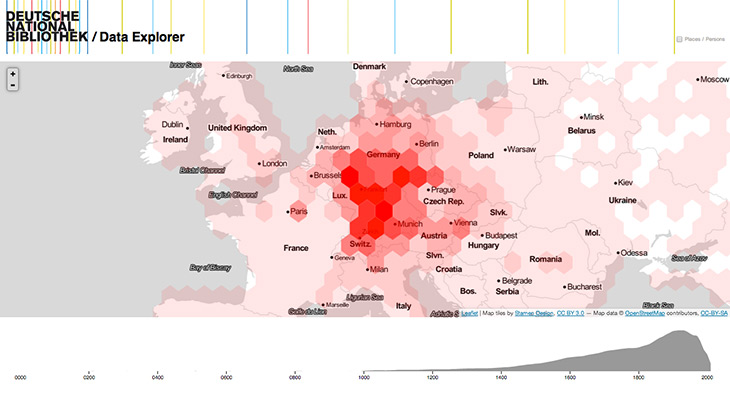 DEUTSCHE
NATIONAL
BIBLIOTHEK / Data Explorer
Places / Persons
+
-
Inner Seas
North Sea
Denmark
Edinburgh
Copenhagen
Lith.
Moscow
Dublin
Ireland
United Kingdom
Neth.
Hamburg
Minsk
Belarus
Amsterdam
Berlin
Germany
Poland
Warsaw
London
Bristol Channel
Brussels
English Channel
Lux.
Prague
Czech Rep.
Kiev
Ukraine
Paris
Slvk.
Munich
Vienna
Mol.
France
Switz.
Austria
Budapest
Hungary
Geneva
Slvn.
Odessa
Sea of Azov
Bay of Biscay
Milan
Croatia
Romania
Belgrade
Bucharest
Ligurian Sea
Bos.
Serbia
Marseille
Italy
Black Sea
Golfe du Lion
Adriatic S
Leaflet | Map tiles by Stamen Design, CC BY 3.0 — Map data © OpenStreetMap contributors, CC-BY-SA
0000 0200 0400 0600 0800 1000 1200 1400 1600 1800 2000